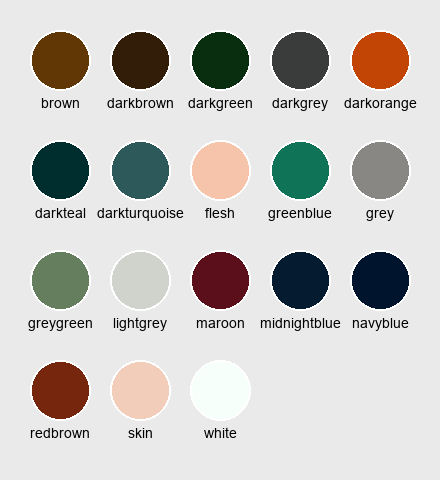 brown darkbrown darkgreen darkgrey darkorange
darkteal darkturquoise flesh greenblue grey
greygreen lightgrey maroon midnightblue navyblue
redbrown skin white